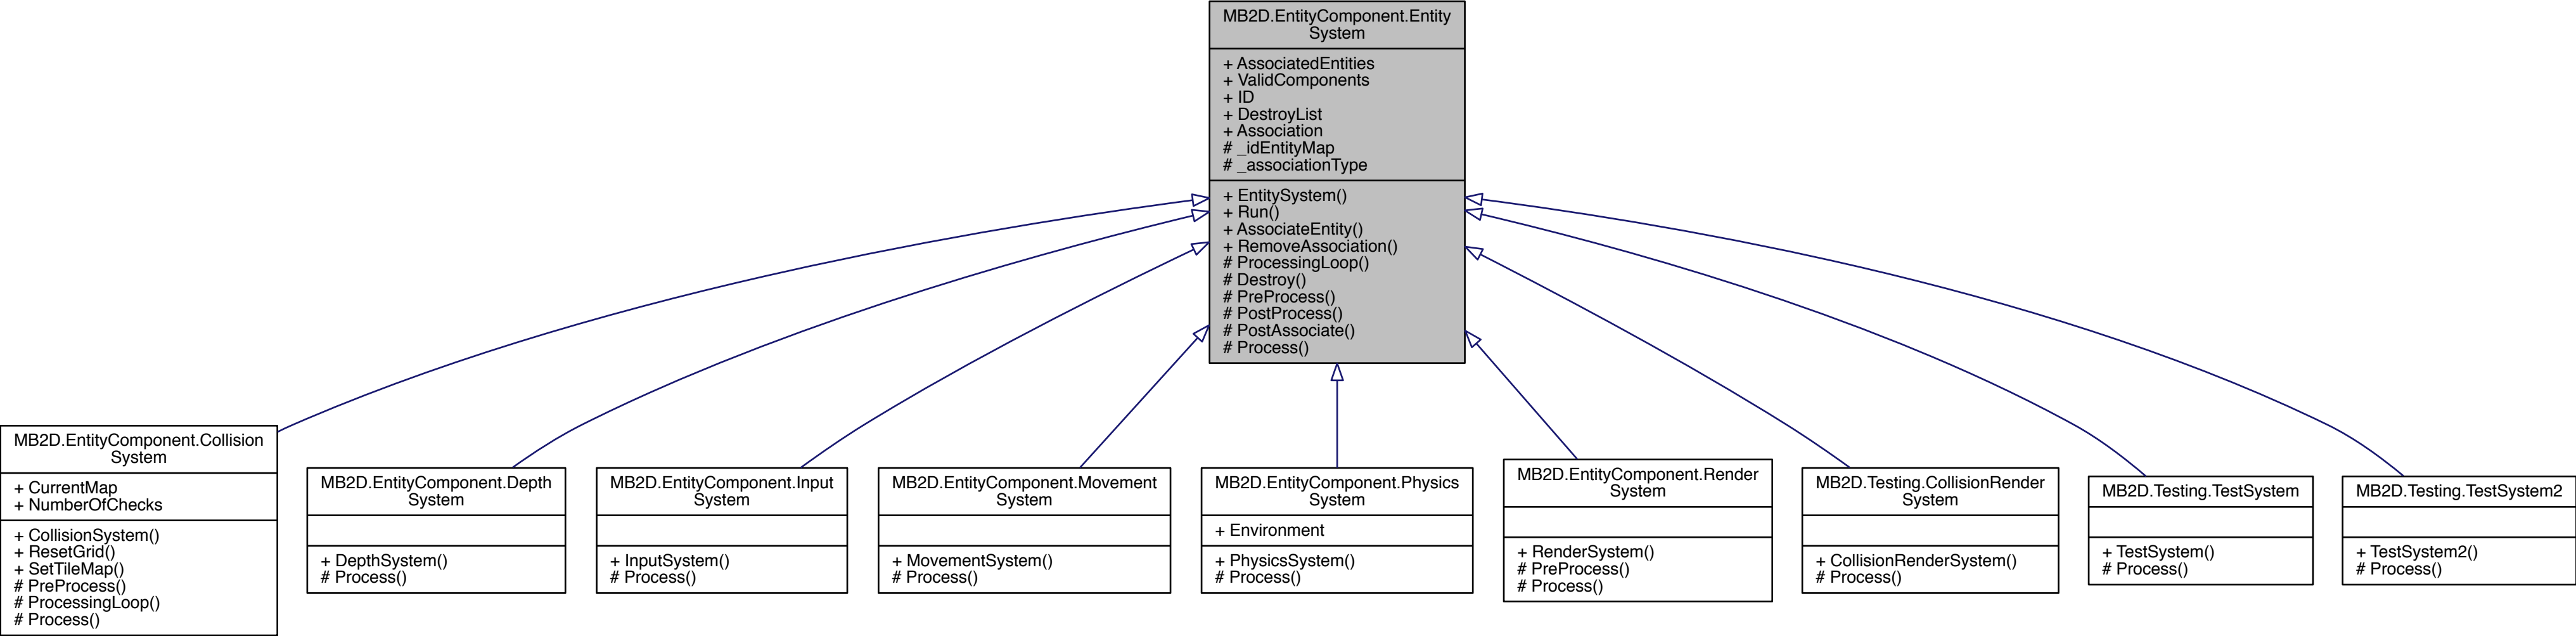 MB2D.EntityComponent.Entity
System
+ AssociatedEntities
+ ValidComponents
+ ID
+ DestroyList
+ Association
# _idEntityMap
# _associationType
+ EntitySystem()
+ Run()
+ AssociateEntity()
+ RemoveAssociation()
# ProcessingLoop()
# Destroy()
# PreProcess()
# PostProcess()
# PostAssociate()
# Process()
MB2D.EntityComponent.Collision
System
+ CurrentMap
+ NumberOfChecks
+ CollisionSystem()
+ ResetGrid()
+ SetTileMap()
# PreProcess()
# ProcessingLoop()
# Process()
MB2D.EntityComponent.Depth
System
+ DepthSystem()
# Process()
MB2D.EntityComponent.Input
System
+ InputSystem()
# Process()
MB2D.EntityComponent.Movement
System
+ MovementSystem()
# Process()
MB2D.EntityComponent.Physics
System
+ Environment
+ PhysicsSystem()
# Process()
MB2D.EntityComponent.Render
System
+ RenderSystem()
# PreProcess()
# Process()
MB2D.Testing.CollisionRender
System
+ CollisionRenderSystem()
# Process()
MB2D.Testing.TestSystem
+ TestSystem()
# Process()
MB2D.Testing.TestSystem2
+ TestSystem2()
# Process()